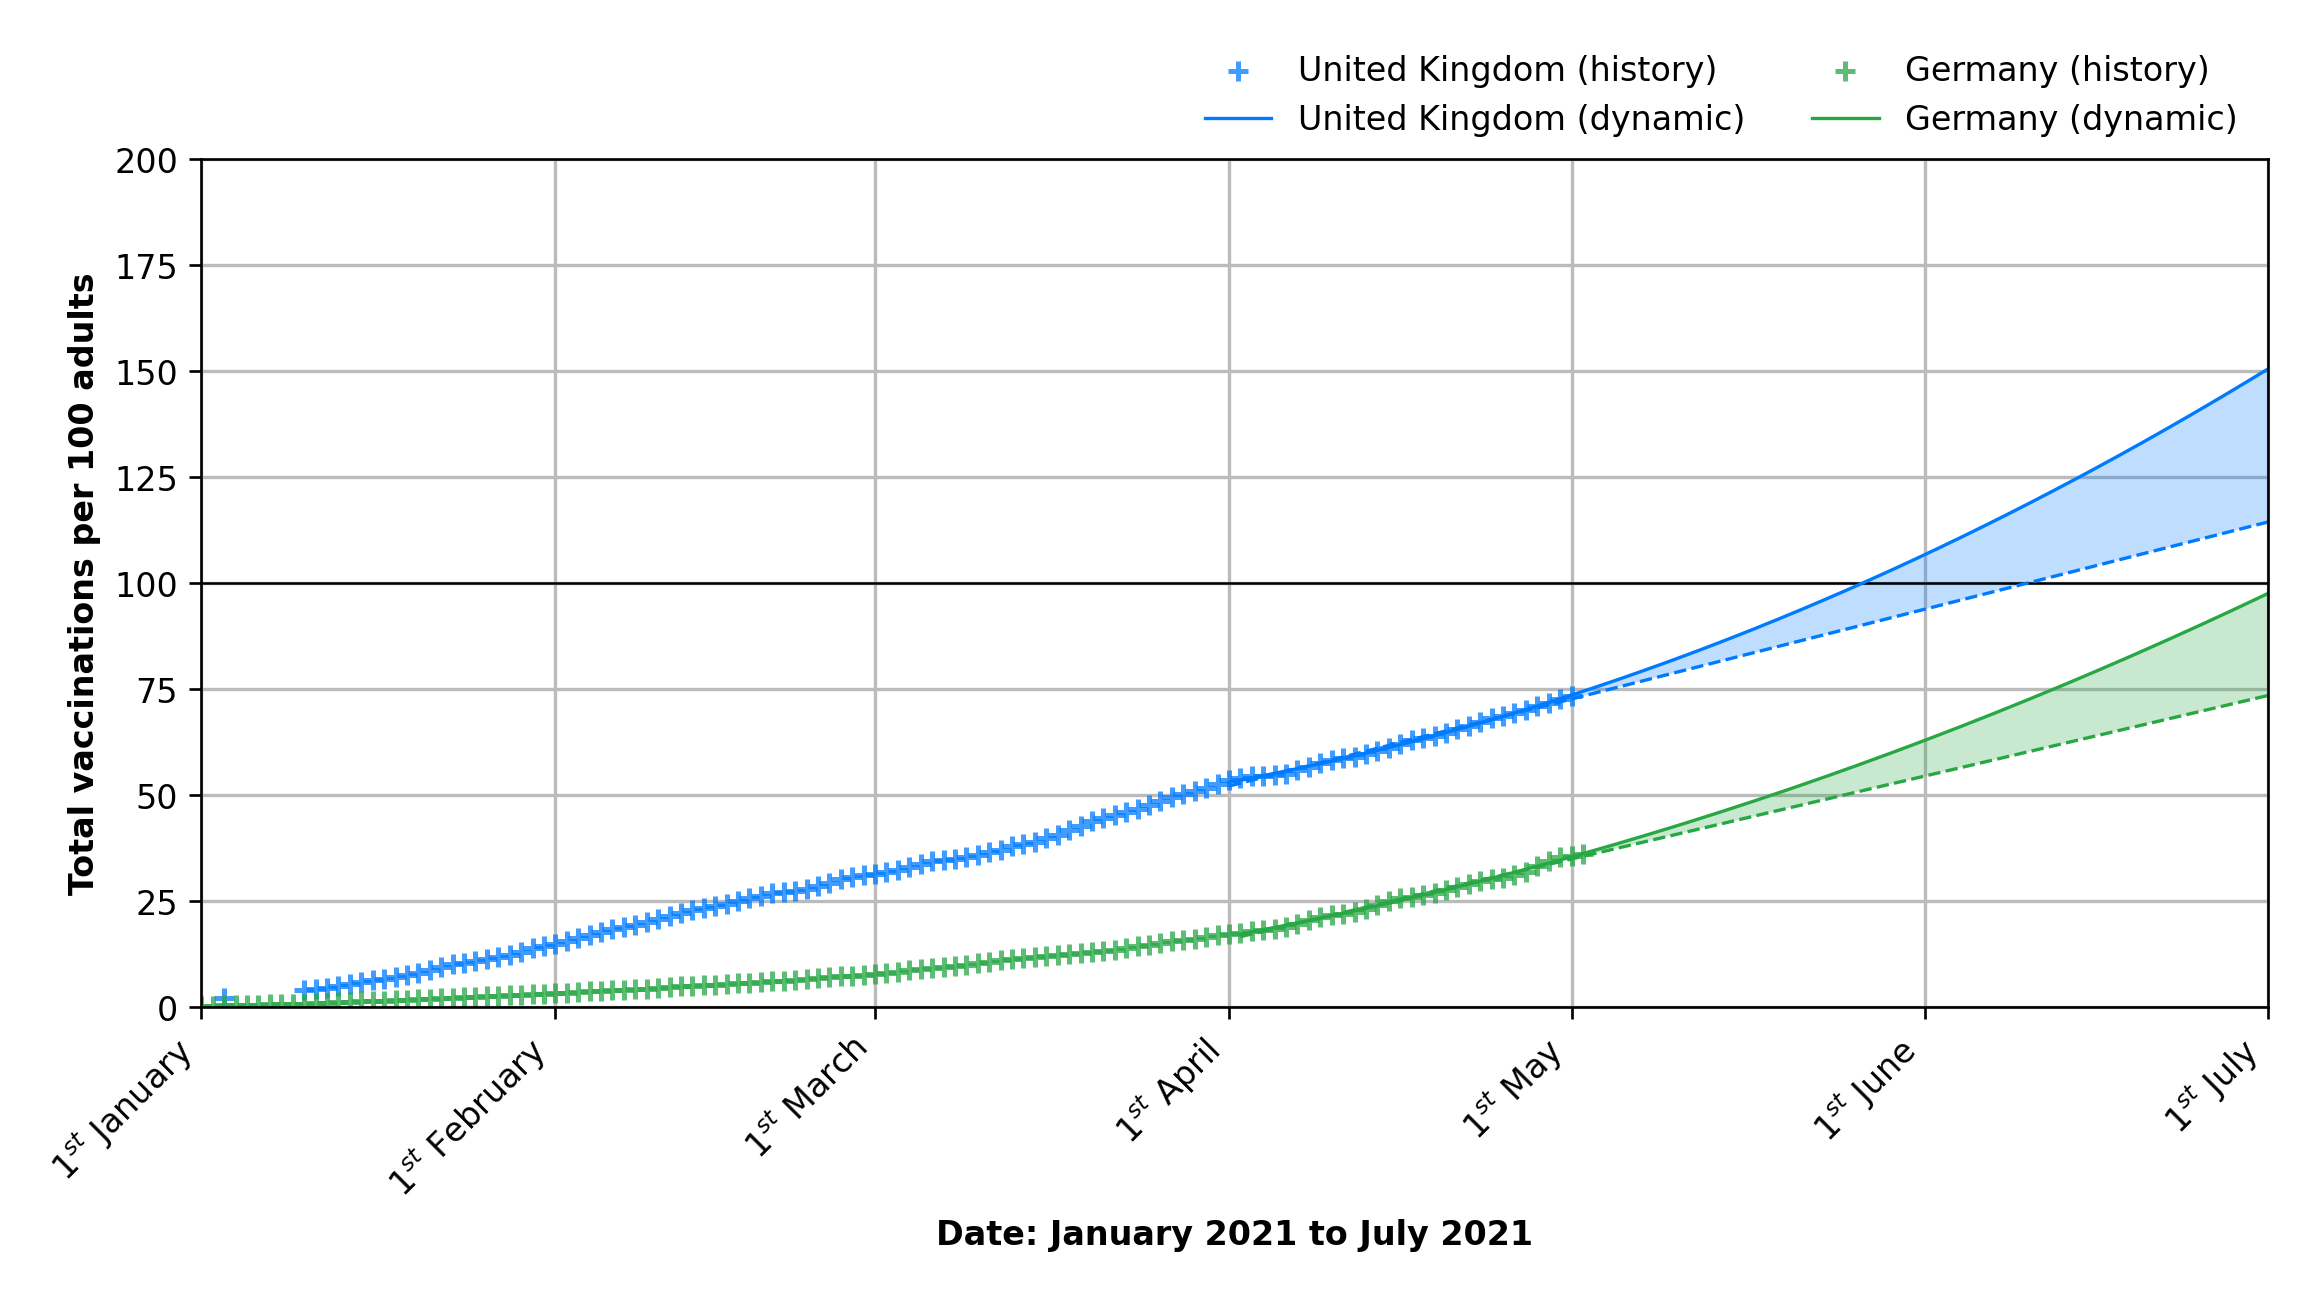 United Kingdom (history)
United Kingdom (dynamic)
Germany (history)
Germany (dynamic)
Total vaccinations per 100 adults
200
175
150
125
100
75
50
25
0
1st January
1st February
1st March
1st April
1st May
1st June
1st July
Date: January 2021 to July 2021